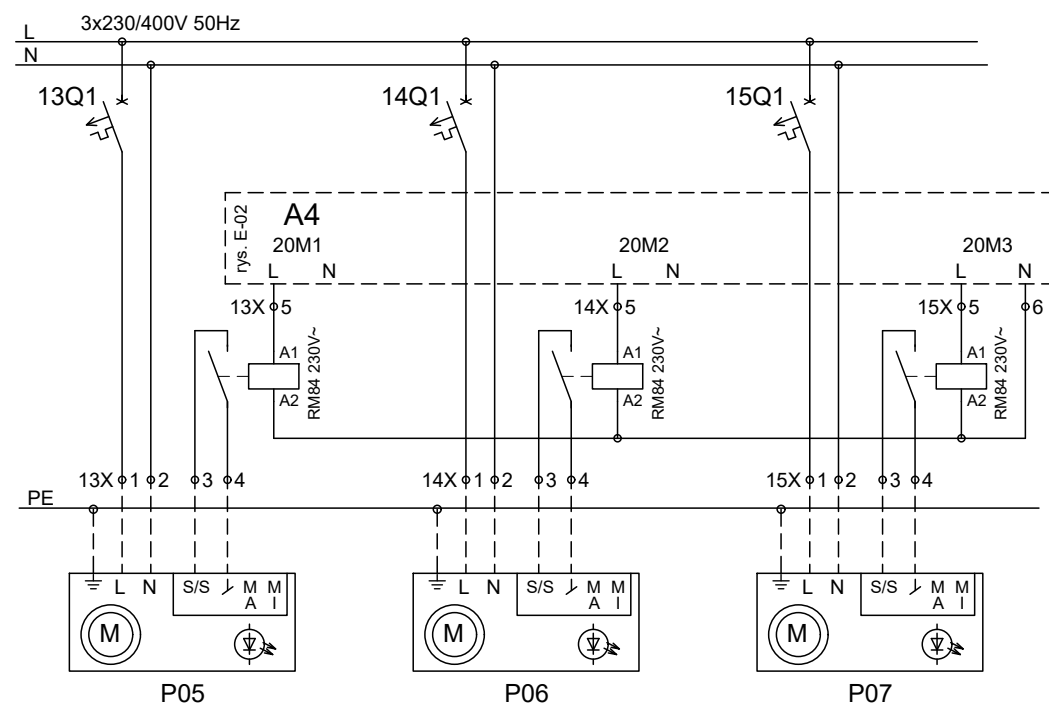 3x230/400V 50Hz
L
N
13Q1 14Q1 15Q1
rys. E-02
A4
20M1 20M2 20M3
L N L N L N
13X 5 14X 5 15X 5 6
A1 A1 A1
RM84 230V~ RM84 230V~ RM84 230V~
A2 A2 A2
13X 1 2 3 4 14X 1 2 3 4 15X 1 2 3 4
PE
L N S/S M M L N S/S M M L N S/S M M
A I A I A I
M M M
P05 P06 P07